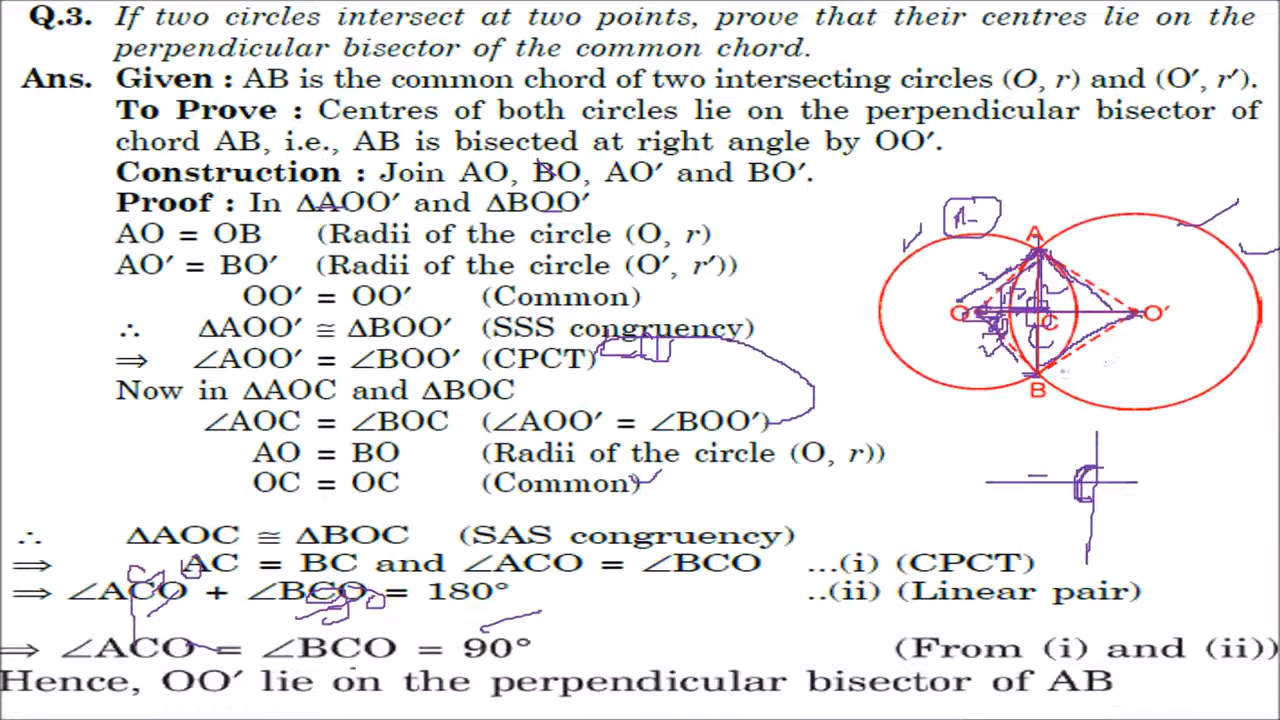 Q.3. If two circles intersect at two points, prove that their centres lie on the
perpendicular bisector of the common chord.
Ans. Given : AB is the common chord of two intersecting circles (O, r) and (O′, r′).
To Prove : Centres of both circles lie on the perpendicular bisector of
chord AB, i.e., AB is bisected at right angle by OO′.
Construction : Join AO, BO, AO′ and BO′.
Proof : In ΔAOO′ and ΔBOO′
AO = OB (Radii of the circle (O, r)
AO′ = BO′ (Radii of the circle (O′, r′))
OO′ = OO′ (Common)
∴ ΔAOO′ ≅ ΔBOO′ (SSS congruency)
⇒ ∠AOO′ = ∠BOO′ (CPCT)
Now in ΔAOC and ΔBOC
∠AOC = ∠BOC (∠AOO′ = ∠BOO′)
AO = BO (Radii of the circle (O, r))
OC = OC (Common)
∴ ΔAOC ≅ ΔBOC (SAS congruency)
⇒ AC = BC and ∠ACO = ∠BCO ...(i) (CPCT)
⇒ ∠ACO + ∠BCO = 180° ..(ii) (Linear pair)
⇒ ∠ACO = ∠BCO = 90° (From (i) and (ii))
Hence, OO′ lie on the perpendicular bisector of AB
A
O
C
O′
B